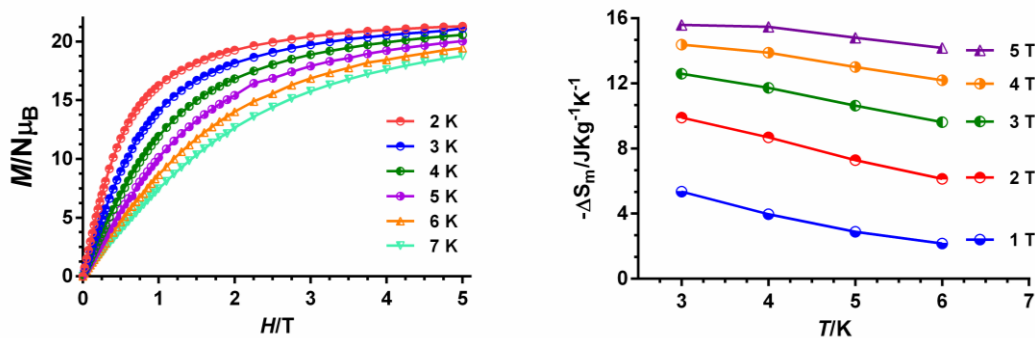 M/NμB
20
15
10
5
0
0
1
2
3
4
5
H/T
2 K
3 K
4 K
5 K
6 K
7 K
-ΔSm/JKg-1K-1
16
12
8
4
0
3
4
5
6
7
T/K
5 T
4 T
3 T
2 T
1 T